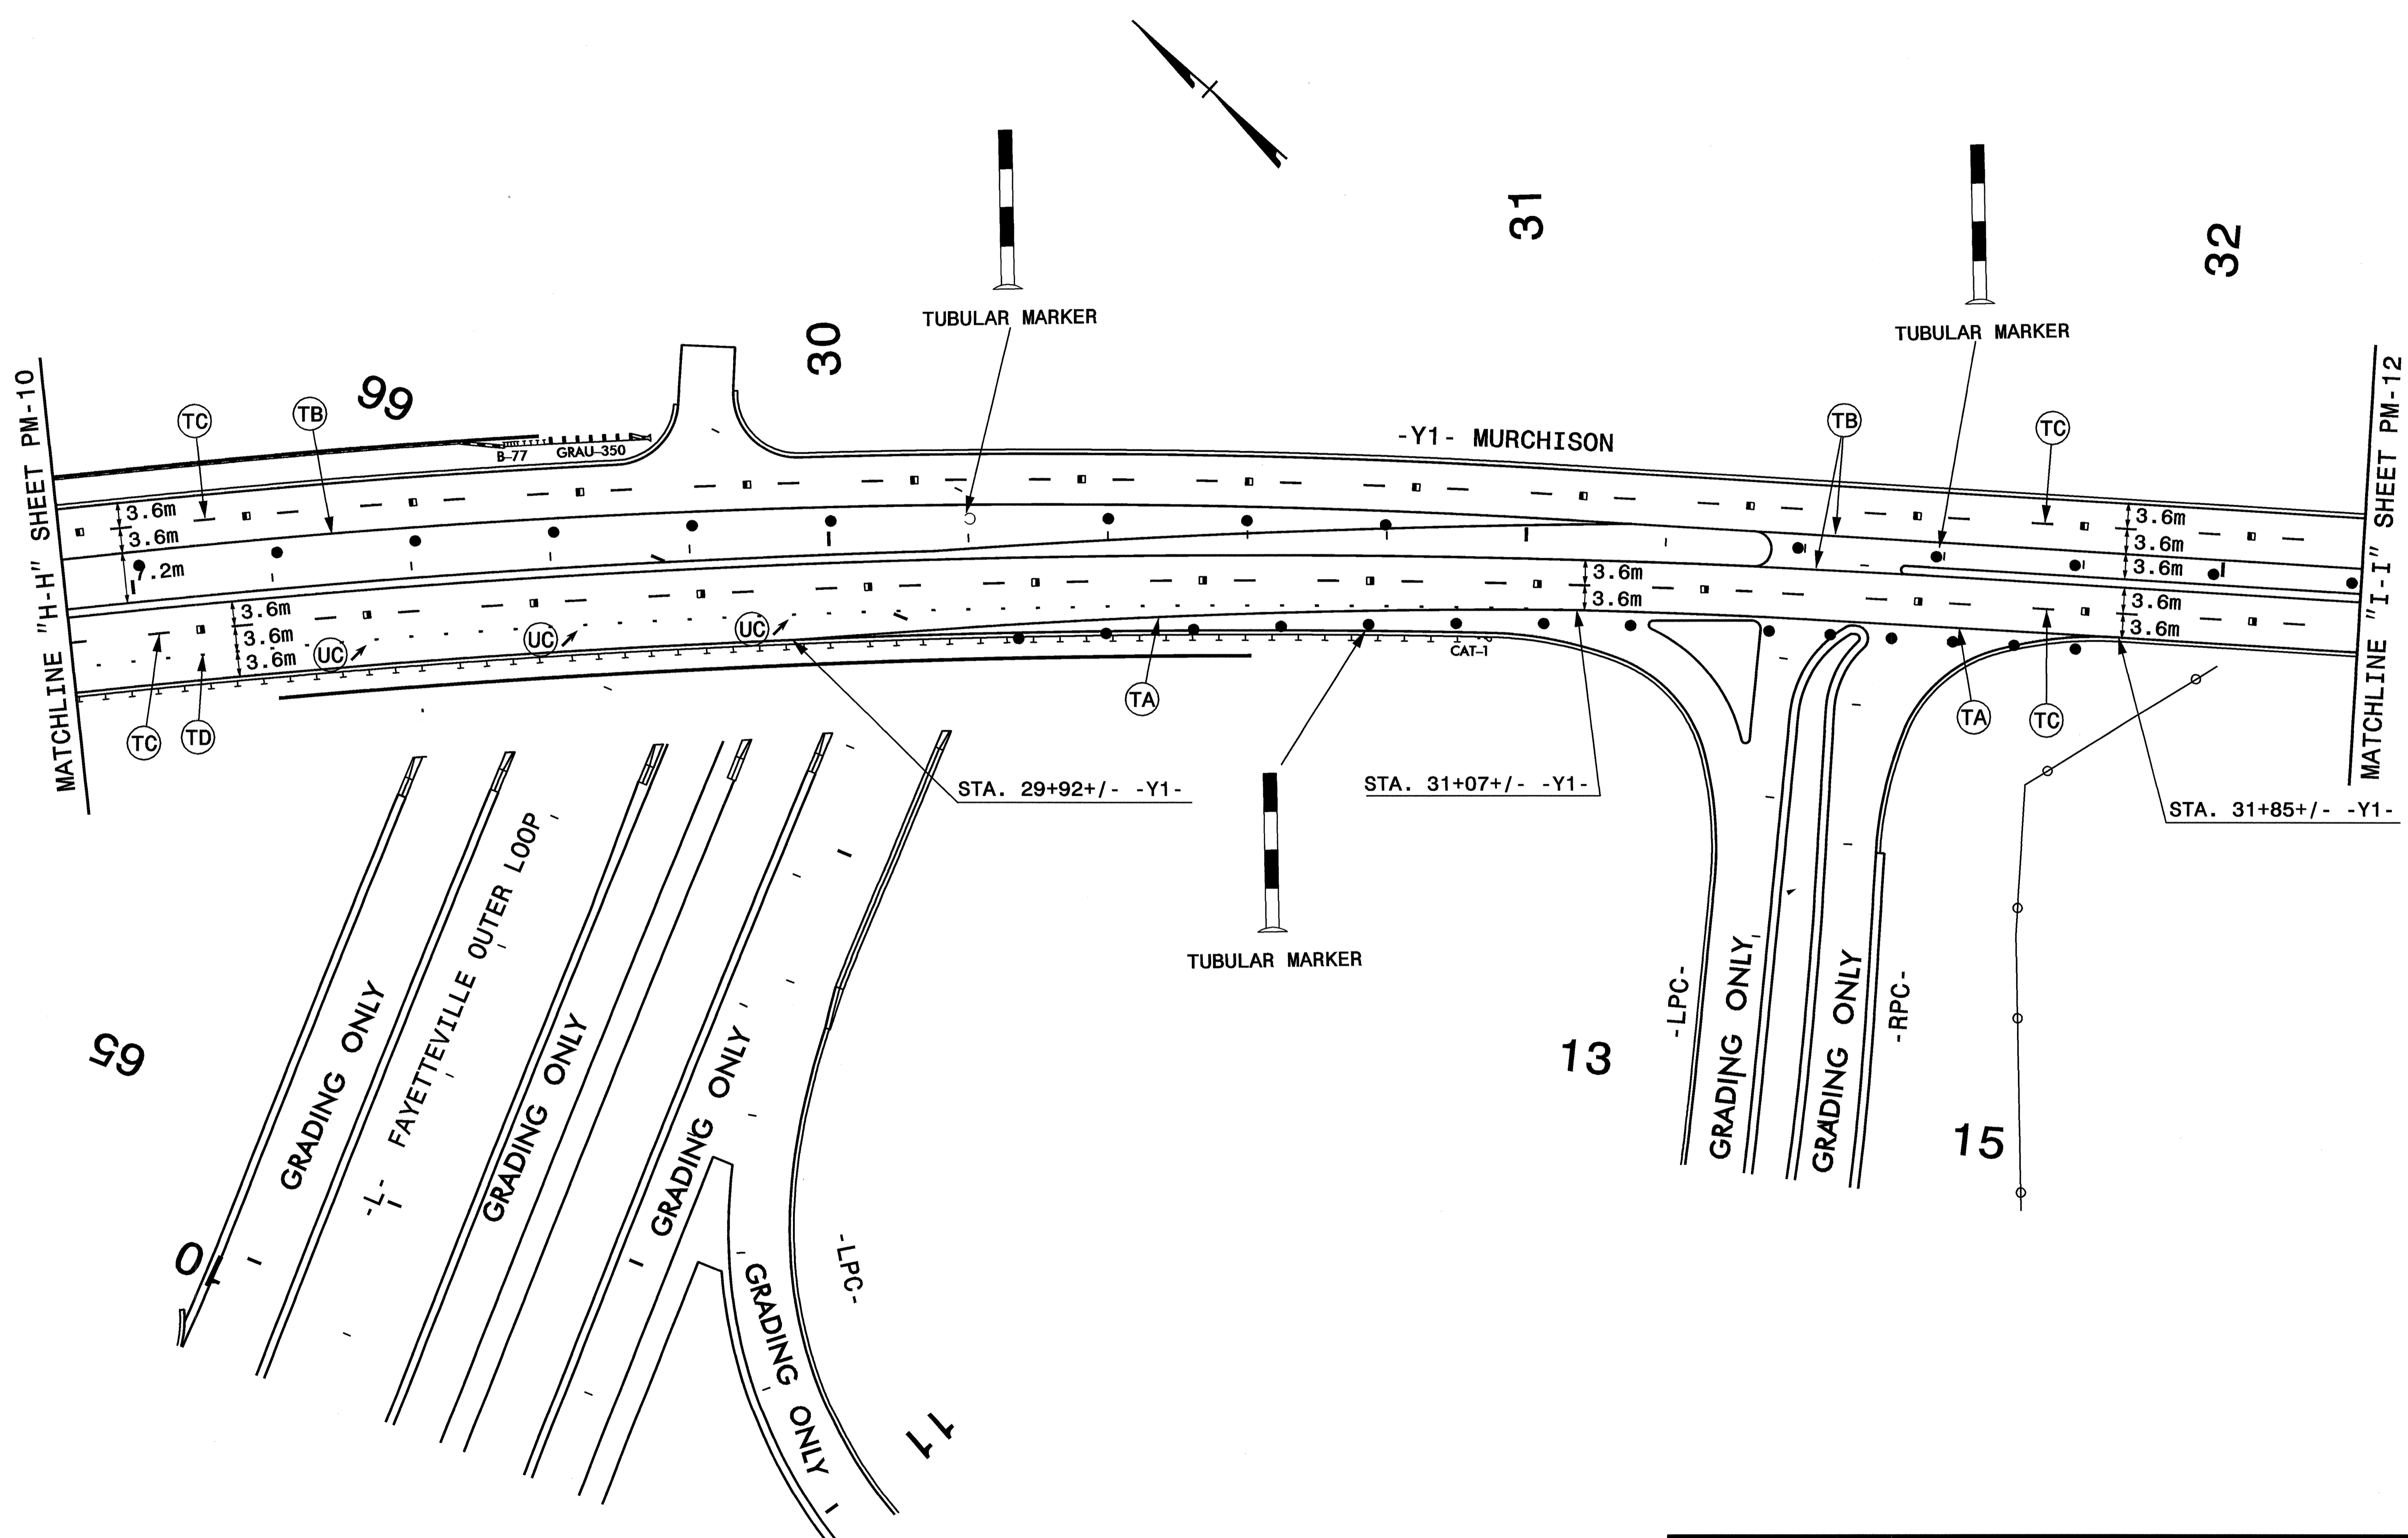 31
32
TUBULAR MARKER
TUBULAR MARKER
30
MATCHLINE "H-H" SHEET PM-10
MATCHLINE "I-I" SHEET PM-12
66
TC
TB
B-77
GRAU-350
-Y1- MURCHISON
TB
TC
3.6m
3.6m
7.2m
3.6m
3.6m
3.6m
3.6m
3.6m
3.6m
3.6m
3.6m
3.6m
3.6m
UC
UC
UC
CAT-1
TC
TD
TA
TA
TC
STA. 29+92+/- -Y1-
STA. 31+07+/- -Y1-
STA. 31+85+/- -Y1-
TUBULAR MARKER
GRADING ONLY
-L- FAYETTEVILLE OUTER LOOP
GRADING ONLY
GRADING ONLY
GRADING ONLY
-LPC-
-LPC-
GRADING ONLY
GRADING ONLY
-RPC-
65
10
11
13
15